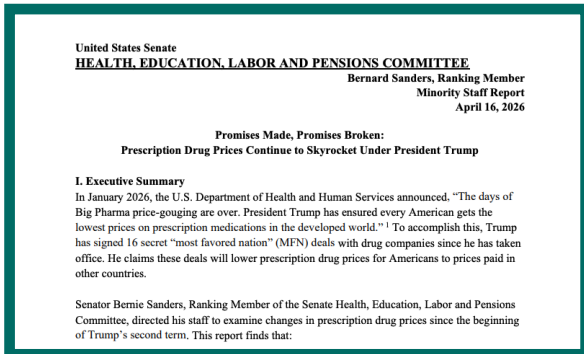 United States Senate
HEALTH, EDUCATION, LABOR AND PENSIONS COMMITTEE
Bernard Sanders, Ranking Member
Minority Staff Report
April 16, 2026
Promises Made, Promises Broken:
Prescription Drug Prices Continue to Skyrocket Under President Trump
I. Executive Summary
In January 2026, the U.S. Department of Health and Human Services announced, “The days of
Big Pharma price-gouging are over. President Trump has ensured every American gets the
lowest prices on prescription medications in the developed world.” 1 To accomplish this, Trump
has signed 16 secret “most favored nation” (MFN) deals with drug companies since he has taken
office. He claims these deals will lower prescription drug prices for Americans to prices paid in
other countries.
Senator Bernie Sanders, Ranking Member of the Senate Health, Education, Labor and Pensions
Committee, directed his staff to examine changes in prescription drug prices since the beginning
of Trump’s second term. This report finds that: